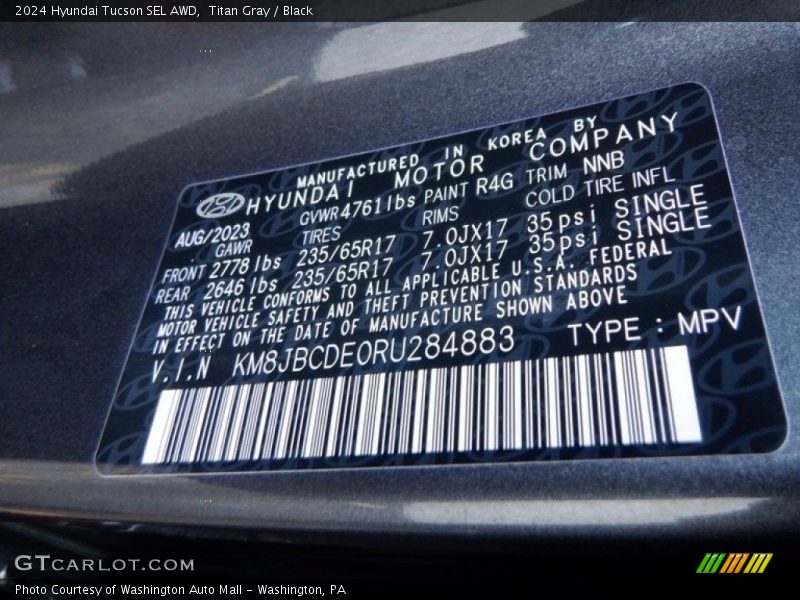 2024 Hyundai Tucson SEL AWD,  Titan Gray / Black
MANUFACTURED IN KOREA BY
HYUNDAI MOTOR COMPANY
AUG/2023 GVWR 4761 lbs PAINT R4G TRIM NNB
GAWR TIRES RIMS COLD TIRE INFL
FRONT 2778 lbs 235/65R17 7.0JX17 35psi SINGLE
REAR 2646 lbs 235/65R17 7.0JX17 35psi SINGLE
THIS VEHICLE CONFORMS TO ALL APPLICABLE U.S.A. FEDERAL
MOTOR VEHICLE SAFETY AND THEFT PREVENTION STANDARDS
IN EFFECT ON THE DATE OF MANUFACTURE SHOWN ABOVE
V.I.N KM8JBCDE0RU284883 TYPE : MPV
GTCARLOT.COM
Photo Courtesy of Washington Auto Mall - Washington, PA